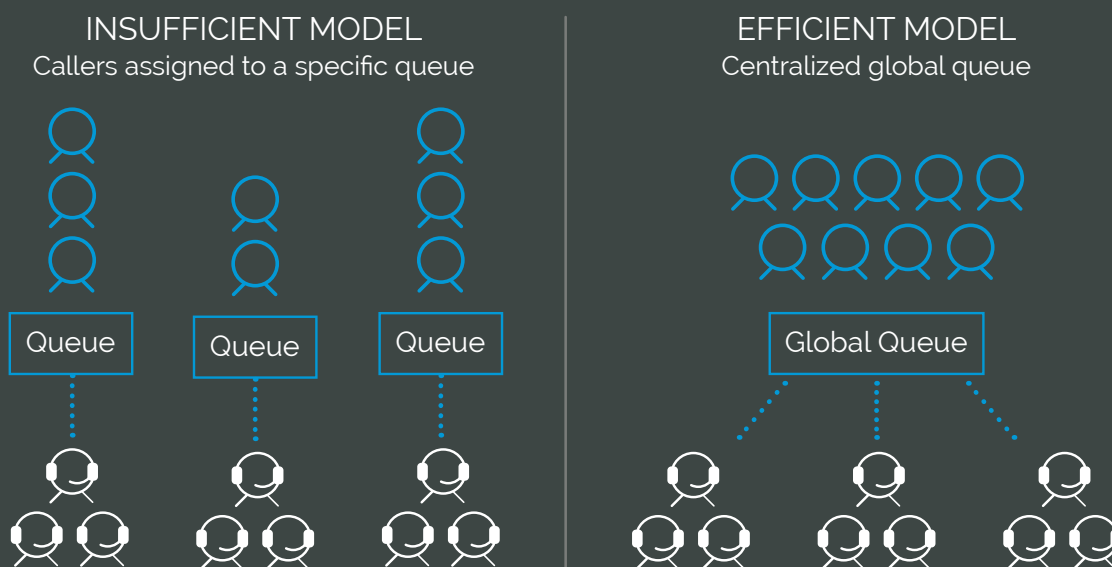 INSUFFICIENT MODEL
Callers assigned to a specific queue
Queue
Queue
Queue
EFFICIENT MODEL
Centralized global queue
Global Queue